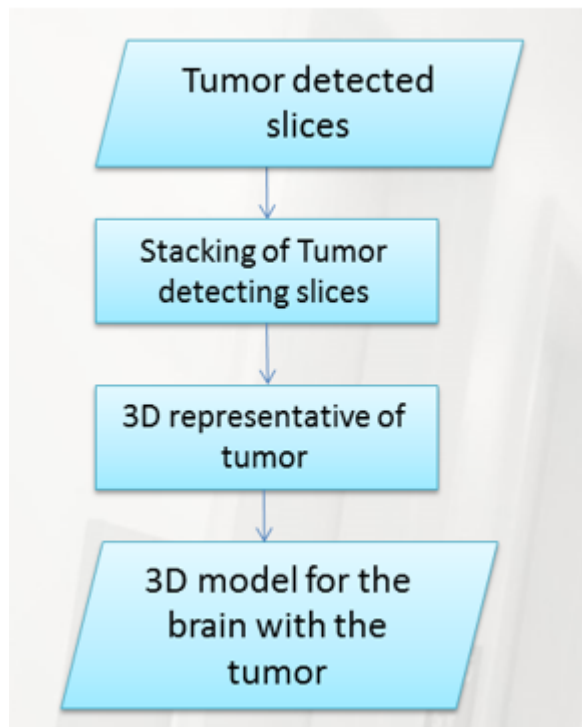 Tumor detected
slices
Stacking of Tumor
detecting slices
3D representative of
tumor
3D model for the
brain with the
tumor